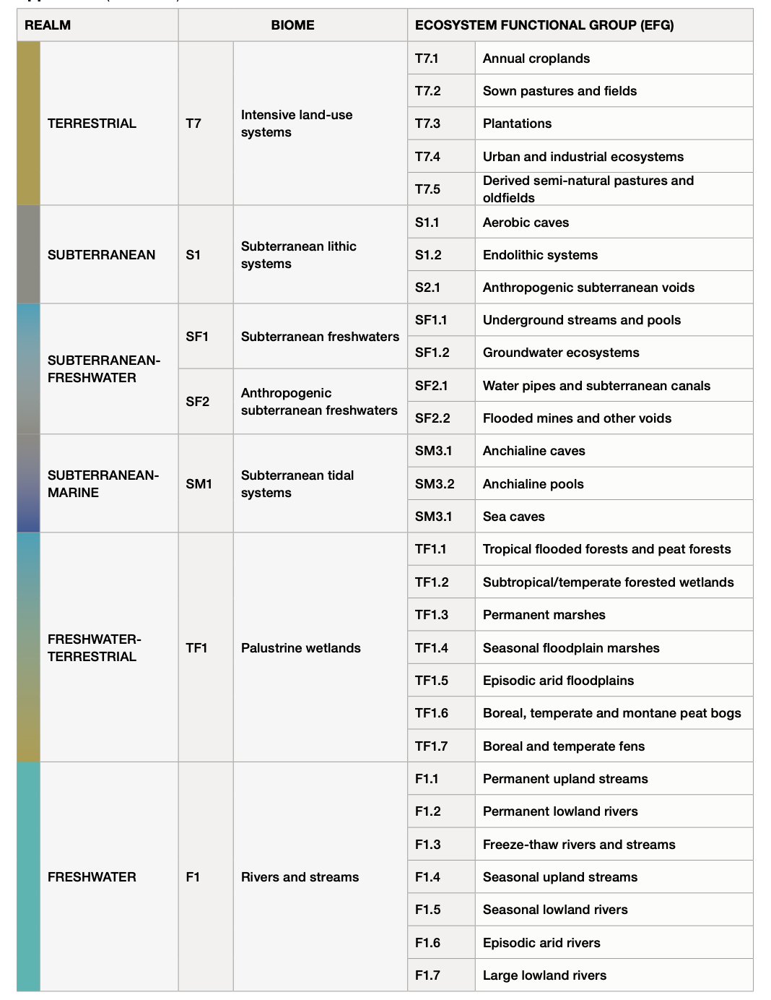 REALM BIOME ECOSYSTEM FUNCTIONAL GROUP (EFG)
TERRESTRIAL T7 Intensive land-use
systems
T7.1 Annual croplands
T7.2 Sown pastures and fields
T7.3 Plantations
T7.4 Urban and industrial ecosystems
T7.5 Derived semi-natural pastures and
oldfields
SUBTERRANEAN S1 Subterranean lithic
systems
S1.1 Aerobic caves
S1.2 Endolithic systems
S2.1 Anthropogenic subterranean voids
SUBTERRANEAN-
FRESHWATER
SF1 Subterranean freshwaters
SF1.1 Underground streams and pools
SF1.2 Groundwater ecosystems
SF2 Anthropogenic
subterranean freshwaters
SF2.1 Water pipes and subterranean canals
SF2.2 Flooded mines and other voids
SUBTERRANEAN-
MARINE
SM1 Subterranean tidal
systems
SM3.1 Anchialine caves
SM3.2 Anchialine pools
SM3.1 Sea caves
FRESHWATER-
TERRESTRIAL
TF1 Palustrine wetlands
TF1.1 Tropical flooded forests and peat forests
TF1.2 Subtropical/temperate forested wetlands
TF1.3 Permanent marshes
TF1.4 Seasonal floodplain marshes
TF1.5 Episodic arid floodplains
TF1.6 Boreal, temperate and montane peat bogs
TF1.7 Boreal and temperate fens
FRESHWATER F1 Rivers and streams
F1.1 Permanent upland streams
F1.2 Permanent lowland rivers
F1.3 Freeze-thaw rivers and streams
F1.4 Seasonal upland streams
F1.5 Seasonal lowland rivers
F1.6 Episodic arid rivers
F1.7 Large lowland rivers